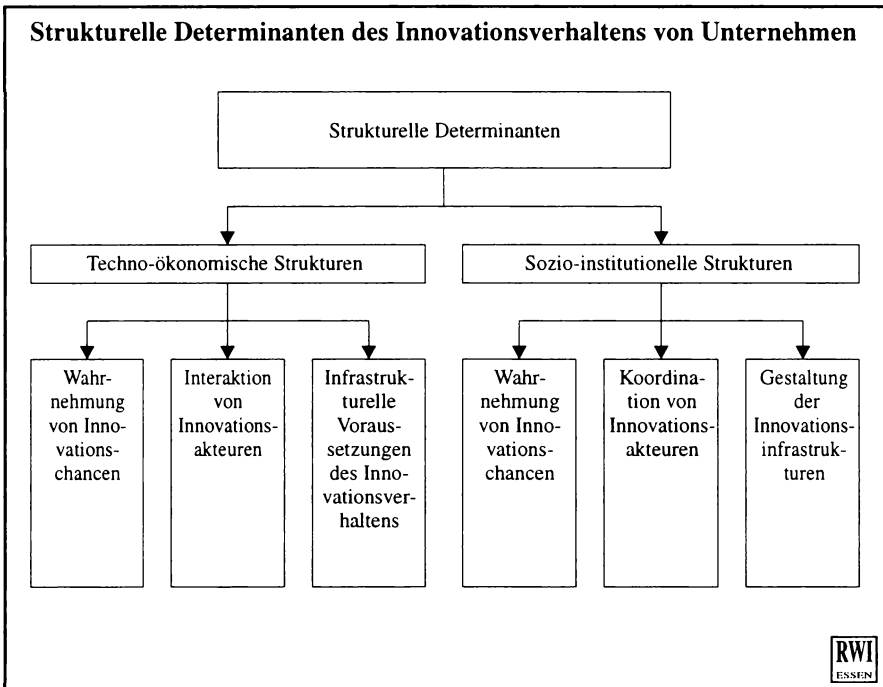 Strukturelle Determinanten des Innovationsverhaltens von Unternehmen
Strukturelle Determinanten
Techno-ökonomische Strukturen
Sozio-institutionelle Strukturen
Wahr-
nehmung
von Inno-
vations-
chancen
Interaktion
von
Innovations-
akteuren
Infrastruk-
turelle
Voraus-
setzungen
des Inno-
vationsver-
haltens
Wahr-
nehmung
von Inno-
vations-
chancen
Koordina-
tion von
Innovations-
akteuren
Gestaltung
der
Innovations-
infrastruk-
turen
RWI
ESSEN